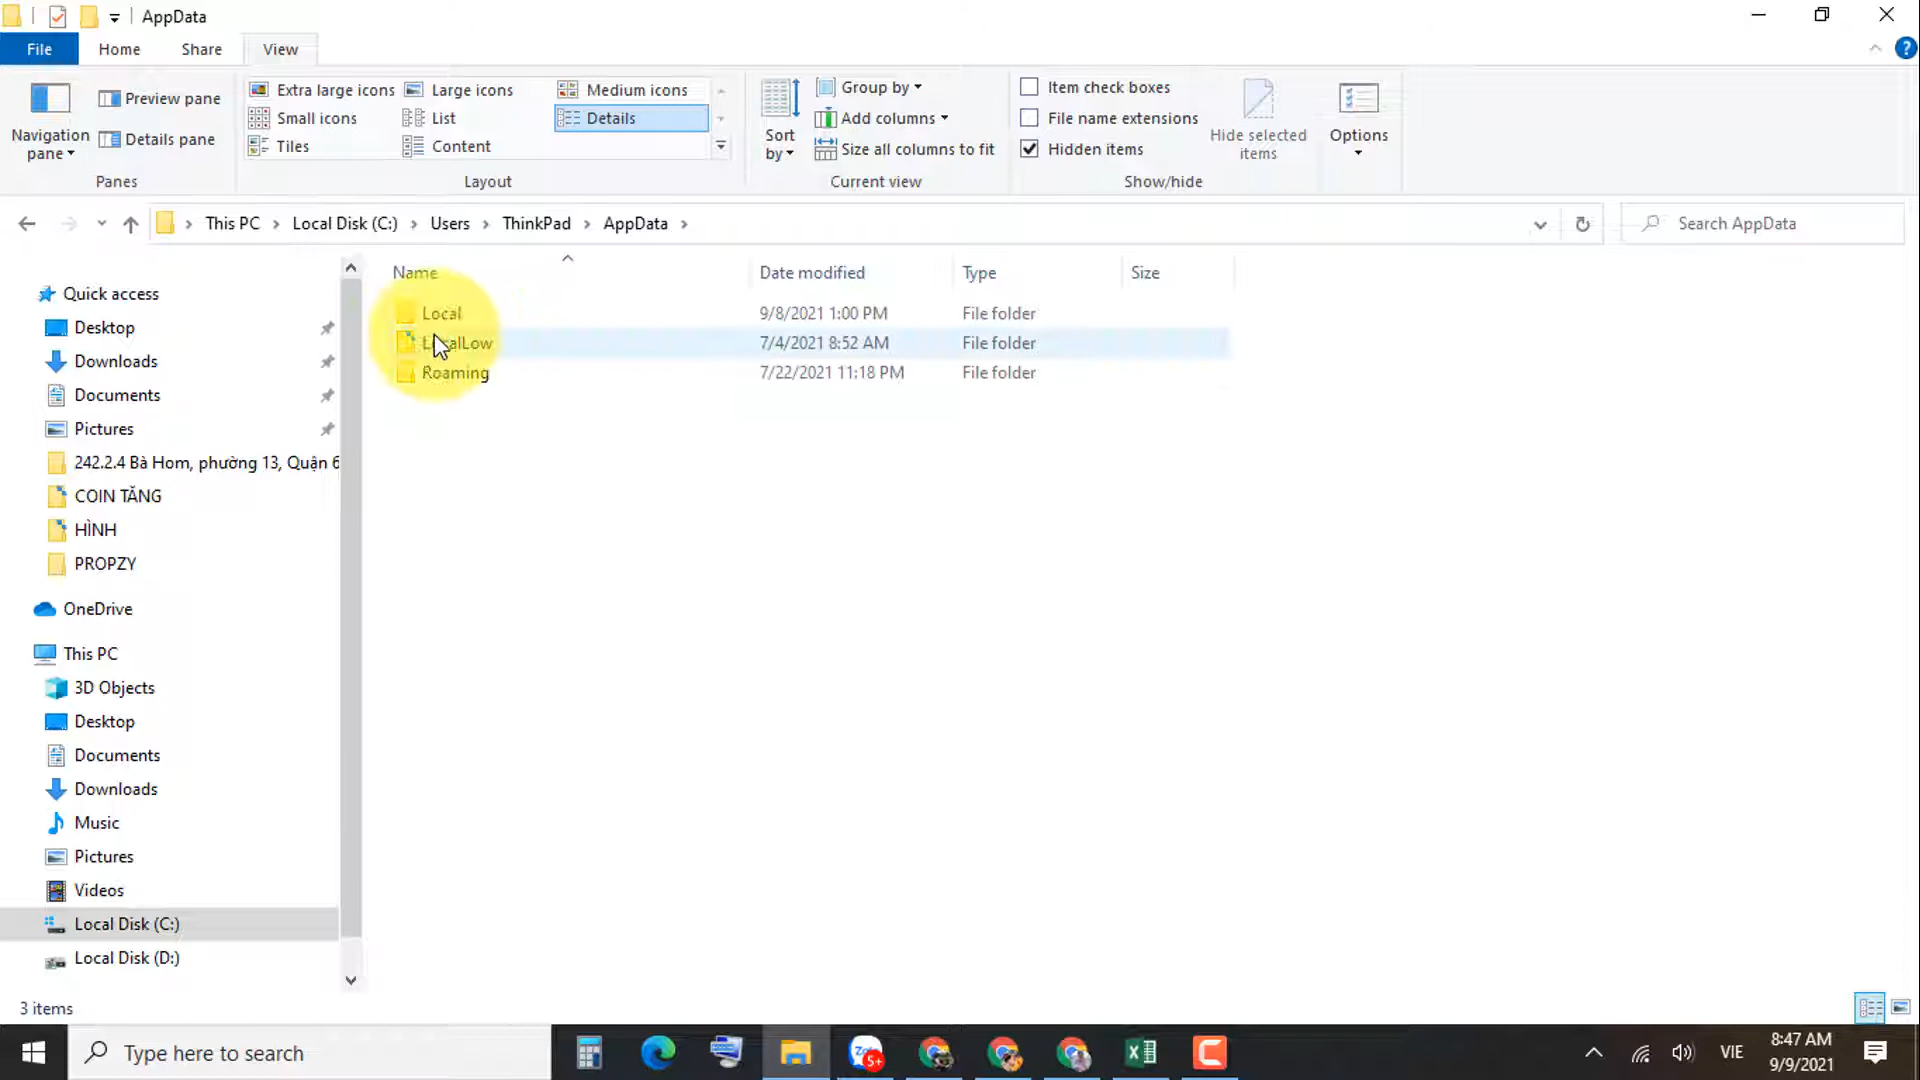 AppData
File Home Share View
Navigation pane
Preview pane
Details pane
Panes
Extra large icons Large icons Medium icons
Small icons List Details
Tiles Content
Layout
Sort by
Group by
Add columns
Size all columns to fit
Current view
Item check boxes
File name extensions
Hidden items
Hide selected items
Show/hide
Options
This PC > Local Disk (C:) > Users > ThinkPad > AppData >
Search AppData
Name Date modified Type Size
Local 9/8/2021 1:00 PM File folder
LocalLow 7/4/2021 8:52 AM File folder
Roaming 7/22/2021 11:18 PM File folder
Quick access
Desktop
Downloads
Documents
Pictures
242.2.4 Bà Hom, phường 13, Quận 6
COIN TĂNG
HÌNH
PROPZY
OneDrive
This PC
3D Objects
Desktop
Documents
Downloads
Music
Pictures
Videos
Local Disk (C:)
Local Disk (D:)
3 items
Type here to search
Zalo
5+
VIE
8:47 AM
9/9/2021